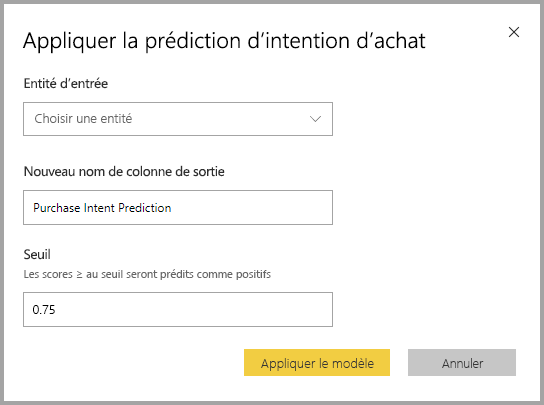 Appliquer la prédiction d’intention d’achat
Entité d’entrée
Choisir une entité
Nouveau nom de colonne de sortie
Purchase Intent Prediction
Seuil
Les scores ≥ au seuil seront prédits comme positifs
0.75
Appliquer le modèle
Annuler